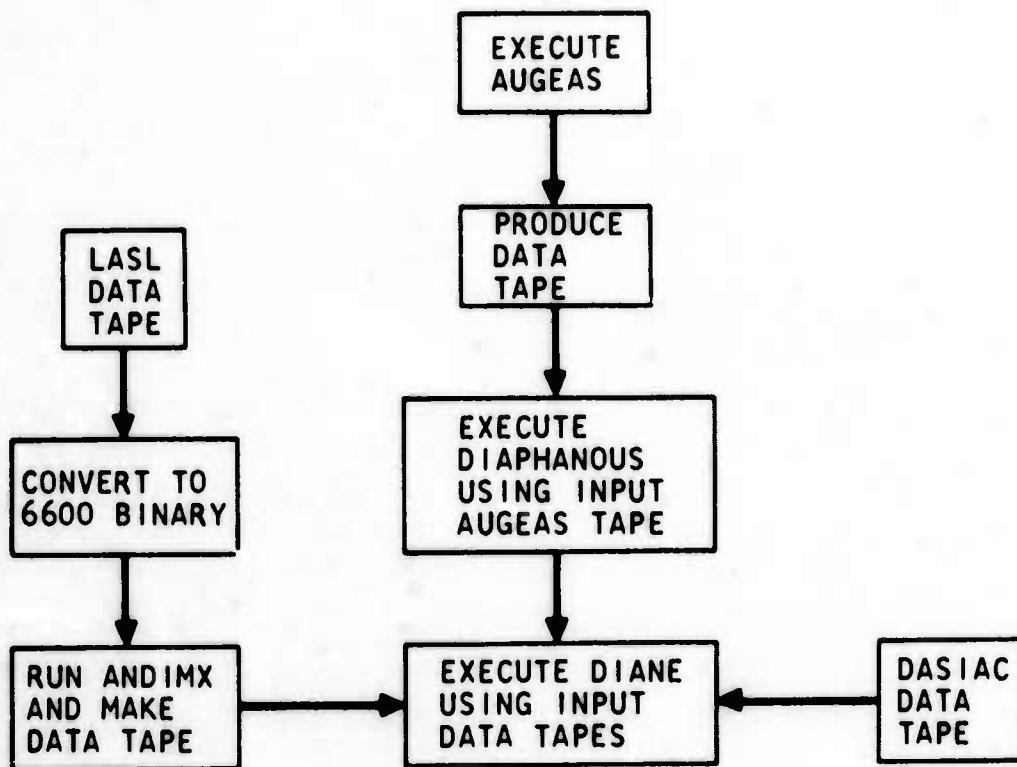 EXECUTE
AUGEAS
PRODUCE
DATA
TAPE
LASL
DATA
TAPE
EXECUTE
DIAPHANOUS
USING INPUT
AUGEAS TAPE
CONVERT TO
6600 BINARY
RUN ANDIMX
AND MAKE
DATA TAPE
EXECUTE DIANE
USING INPUT
DATA TAPES
DASIAC
DATA
TAPE